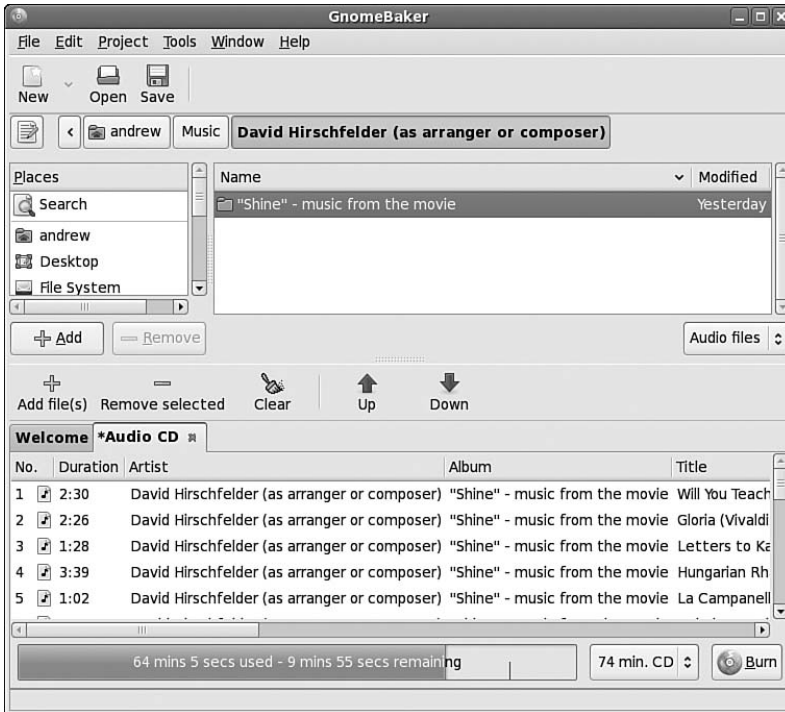 GnomeBaker
File Edit Project Tools Window Help
New Open Save
andrew Music David Hirschfelder (as arranger or composer)
Places
Search
andrew
Desktop
File System
Name Modified
"Shine" - music from the movie Yesterday
Add Remove Audio files
Add file(s) Remove selected Clear Up Down
Welcome *Audio CD
No. Duration Artist Album Title
1 2:30 David Hirschfelder (as arranger or composer) "Shine" - music from the movie Will You Teach
2 2:26 David Hirschfelder (as arranger or composer) "Shine" - music from the movie Gloria (Vivaldi
3 1:28 David Hirschfelder (as arranger or composer) "Shine" - music from the movie Letters to Ka
4 3:39 David Hirschfelder (as arranger or composer) "Shine" - music from the movie Hungarian Rh
5 1:02 David Hirschfelder (as arranger or composer) "Shine" - music from the movie La Campanell
64 mins 5 secs used - 9 mins 55 secs remaining 74 min. CD Burn